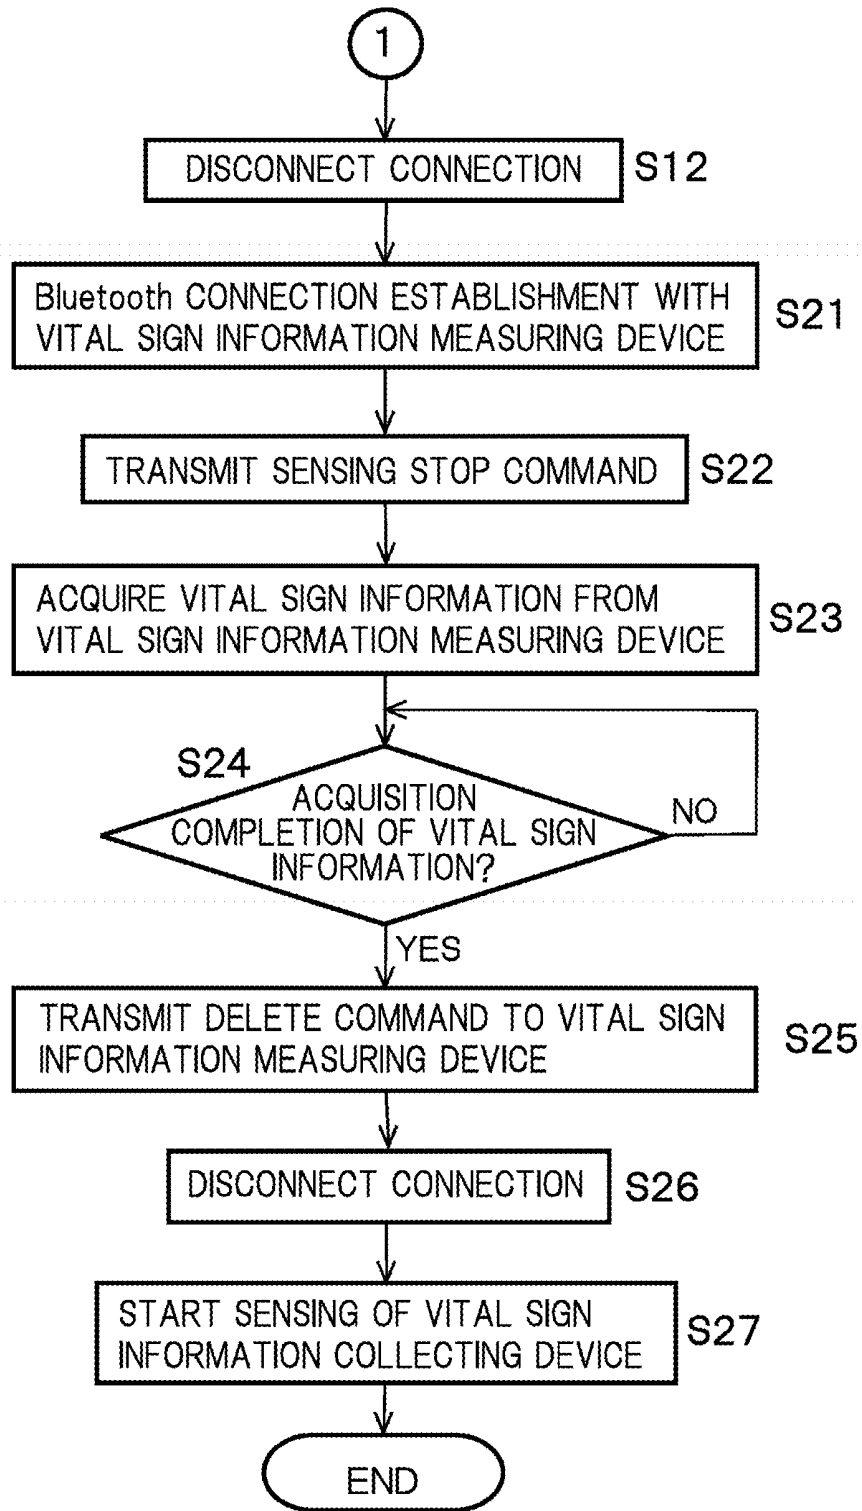 1
DISCONNECT CONNECTION
S12
Bluetooth CONNECTION ESTABLISHMENT WITH
VITAL SIGN INFORMATION MEASURING DEVICE
S21
TRANSMIT SENSING STOP COMMAND
S22
ACQUIRE VITAL SIGN INFORMATION FROM
VITAL SIGN INFORMATION MEASURING DEVICE
S23
S24
ACQUISITION
COMPLETION OF VITAL SIGN
INFORMATION?
NO
YES
TRANSMIT DELETE COMMAND TO VITAL SIGN
INFORMATION MEASURING DEVICE
S25
DISCONNECT CONNECTION
S26
START SENSING OF VITAL SIGN
INFORMATION COLLECTING DEVICE
S27
END